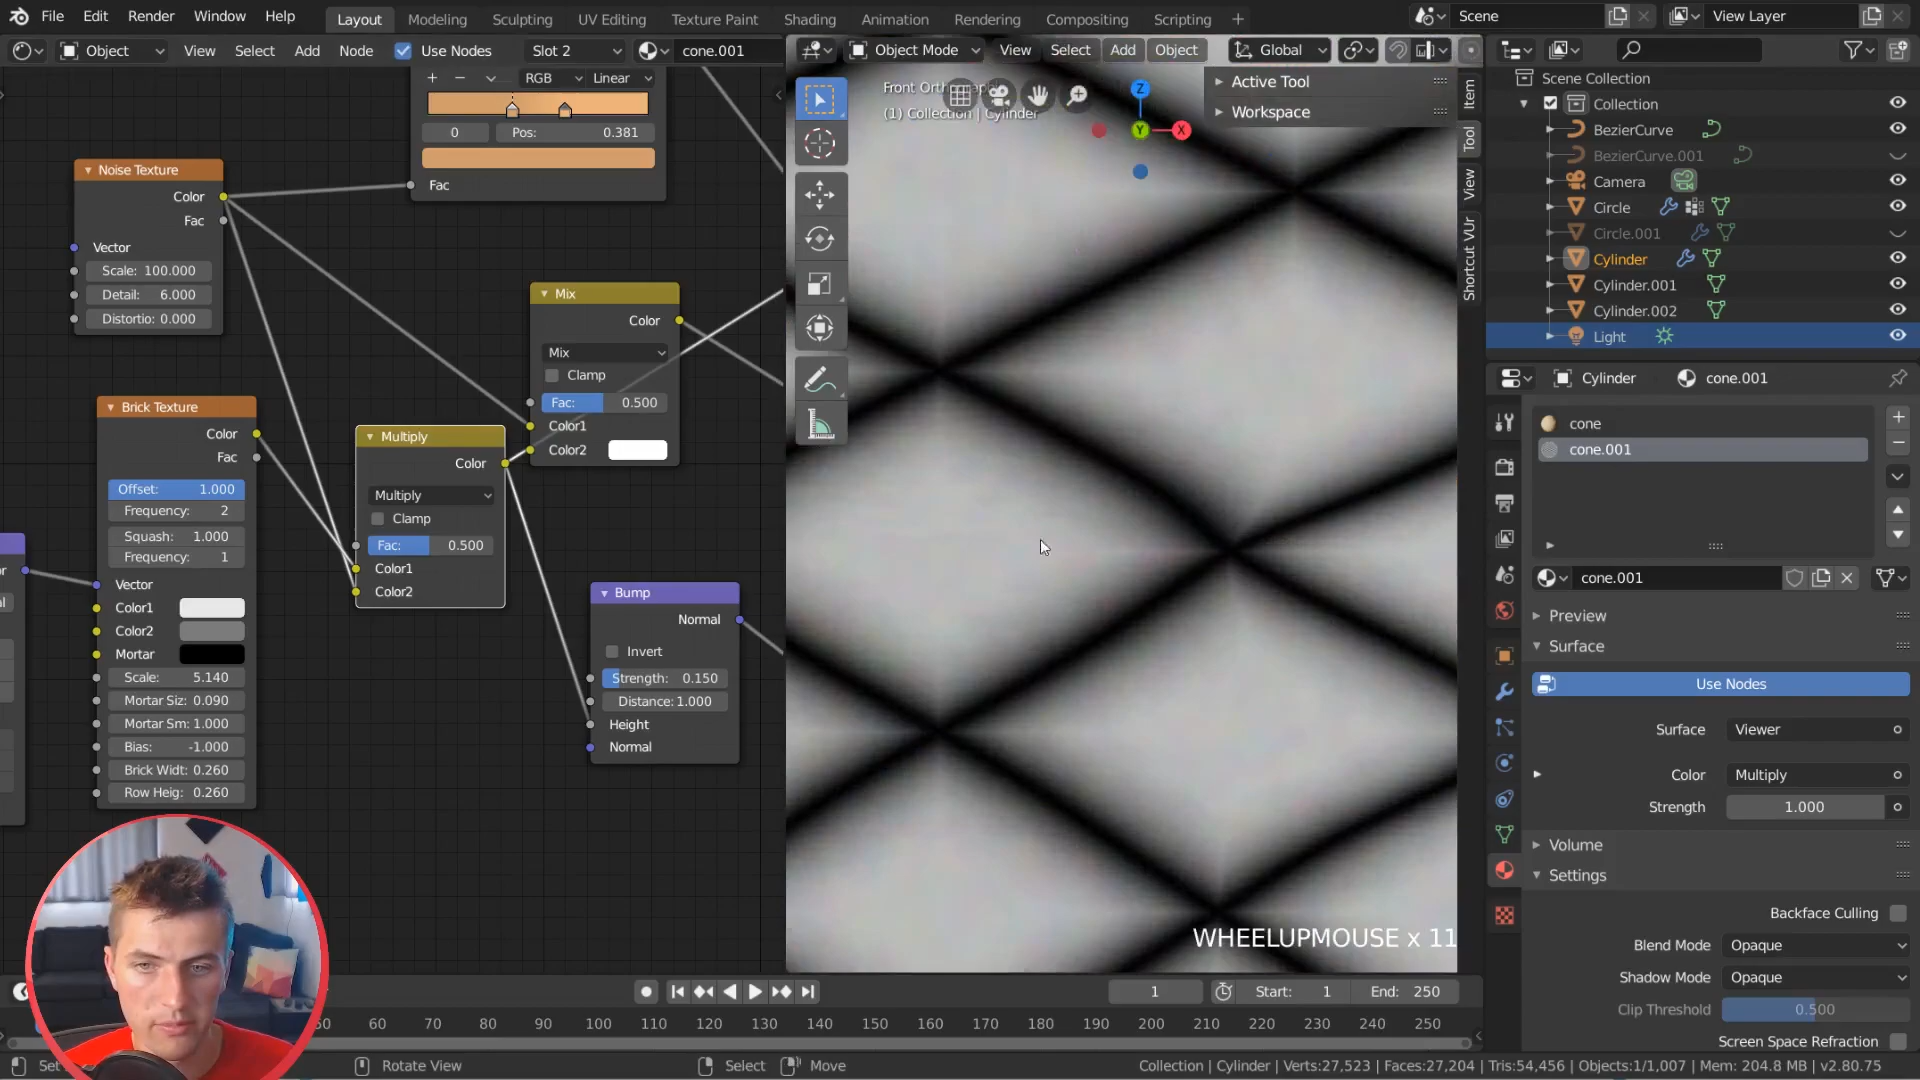 File Edit Render Window Help Layout Modeling Sculpting UV Editing Texture Paint Shading Animation Rendering Compositing Scripting + Scene View Layer
Object View Select Add Node Use Nodes Slot 2 cone.001 Object Mode View Select Add Object Global
Scene Collection
Collection
BezierCurve
BezierCurve.001
Camera
Circle
Circle.001
Cylinder
Cylinder.001
Cylinder.002
Light
+ − RGB Linear
0 Pos: 0.381
Fac
Noise Texture
Color
Fac
Vector
Scale: 100.000
Detail: 6.000
Distortio: 0.000
Mix
Color
Mix
Clamp
Fac: 0.500
Color1
Color2
Brick Texture
Color
Fac
Offset: 1.000
Frequency: 2
Squash: 1.000
Frequency: 1
Vector
Color1
Color2
Mortar
Scale: 5.140
Mortar Siz: 0.090
Mortar Sm: 1.000
Bias: -1.000
Brick Widt: 0.260
Row Heig: 0.260
Multiply
Color
Multiply
Clamp
Fac: 0.500
Color1
Color2
Bump
Normal
Invert
Strength: 0.150
Distance: 1.000
Height
Normal
(1) Collection | Cylinder
Z
Y
X
Active Tool
Workspace
Item
Tool
View
Shortcut VUr
WHEELUPMOUSE x 11
Cylinder cone.001
cone
cone.001
cone.001
Preview
Surface
Use Nodes
Surface Viewer
Color Multiply
Strength 1.000
Volume
Settings
Backface Culling
Blend Mode Opaque
Shadow Mode Opaque
Clip Threshold 0.500
Screen Space Refraction
1 Start: 1 End: 250
50 60 70 80 90 100 110 120 130 140 150 160 170 180 190 200 210 220 230 240 250
Rotate View Select Move Collection | Cylinder | Verts:27,523 | Faces:27,204 | Tris:54,456 | Objects:1/1,007 | Mem: 204.8 MB | v2.80.75